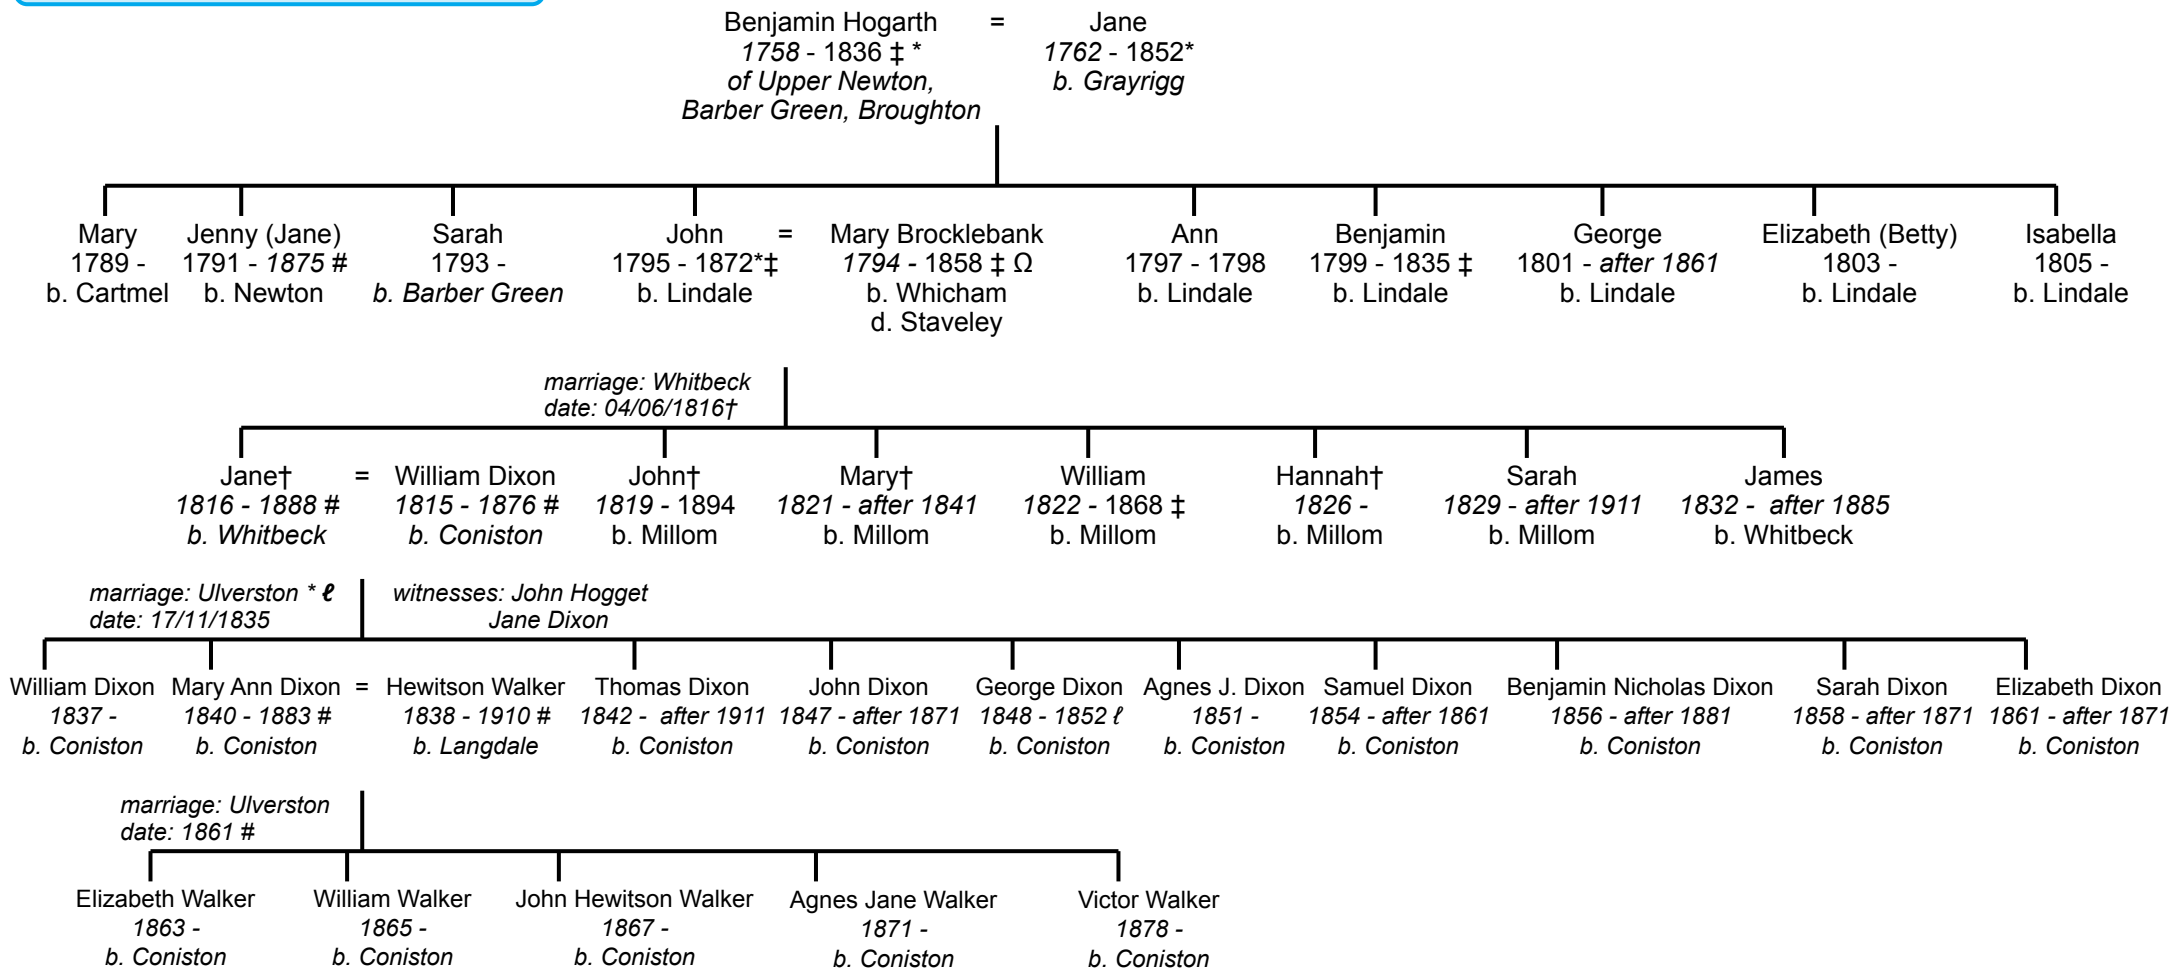 Benjamin Hogarth = Jane
1758 - 1836 ‡ * 1762 - 1852*
of Upper Newton, b. Grayrigg
Barber Green, Broughton
Mary Jenny (Jane) Sarah John = Mary Brocklebank Ann Benjamin George Elizabeth (Betty) Isabella
1789 - 1791 - 1875 # 1793 - 1795 - 1872*‡ 1794 - 1858 ‡ Ω 1797 - 1798 1799 - 1835 ‡ 1801 - after 1861 1803 - 1805 -
b. Cartmel b. Newton b. Barber Green b. Lindale b. Whicham b. Lindale b. Lindale b. Lindale b. Lindale b. Lindale
d. Staveley
marriage: Whitbeck
date: 04/06/1816†
Jane† = William Dixon John† Mary† William Hannah† Sarah James
1816 - 1888 # 1815 - 1876 # 1819 - 1894 1821 - after 1841 1822 - 1868 ‡ 1826 - 1829 - after 1911 1832 - after 1885
b. Whitbeck b. Coniston b. Millom b. Millom b. Millom b. Millom b. Millom b. Whitbeck
marriage: Ulverston * ℓ witnesses: John Hogget
date: 17/11/1835 Jane Dixon
William Dixon Mary Ann Dixon = Hewitson Walker Thomas Dixon John Dixon George Dixon Agnes J. Dixon Samuel Dixon Benjamin Nicholas Dixon Sarah Dixon Elizabeth Dixon
1837 - 1840 - 1883 # 1838 - 1910 # 1842 - after 1911 1847 - after 1871 1848 - 1852 ℓ 1851 - 1854 - after 1861 1856 - after 1881 1858 - after 1871 1861 - after 1871
b. Coniston b. Coniston b. Langdale b. Coniston b. Coniston b. Coniston b. Coniston b. Coniston b. Coniston b. Coniston b. Coniston
marriage: Ulverston
date: 1861 #
Elizabeth Walker William Walker John Hewitson Walker Agnes Jane Walker Victor Walker
1863 - 1865 - 1867 - 1871 - 1878 -
b. Coniston b. Coniston b. Coniston b. Coniston b. Coniston